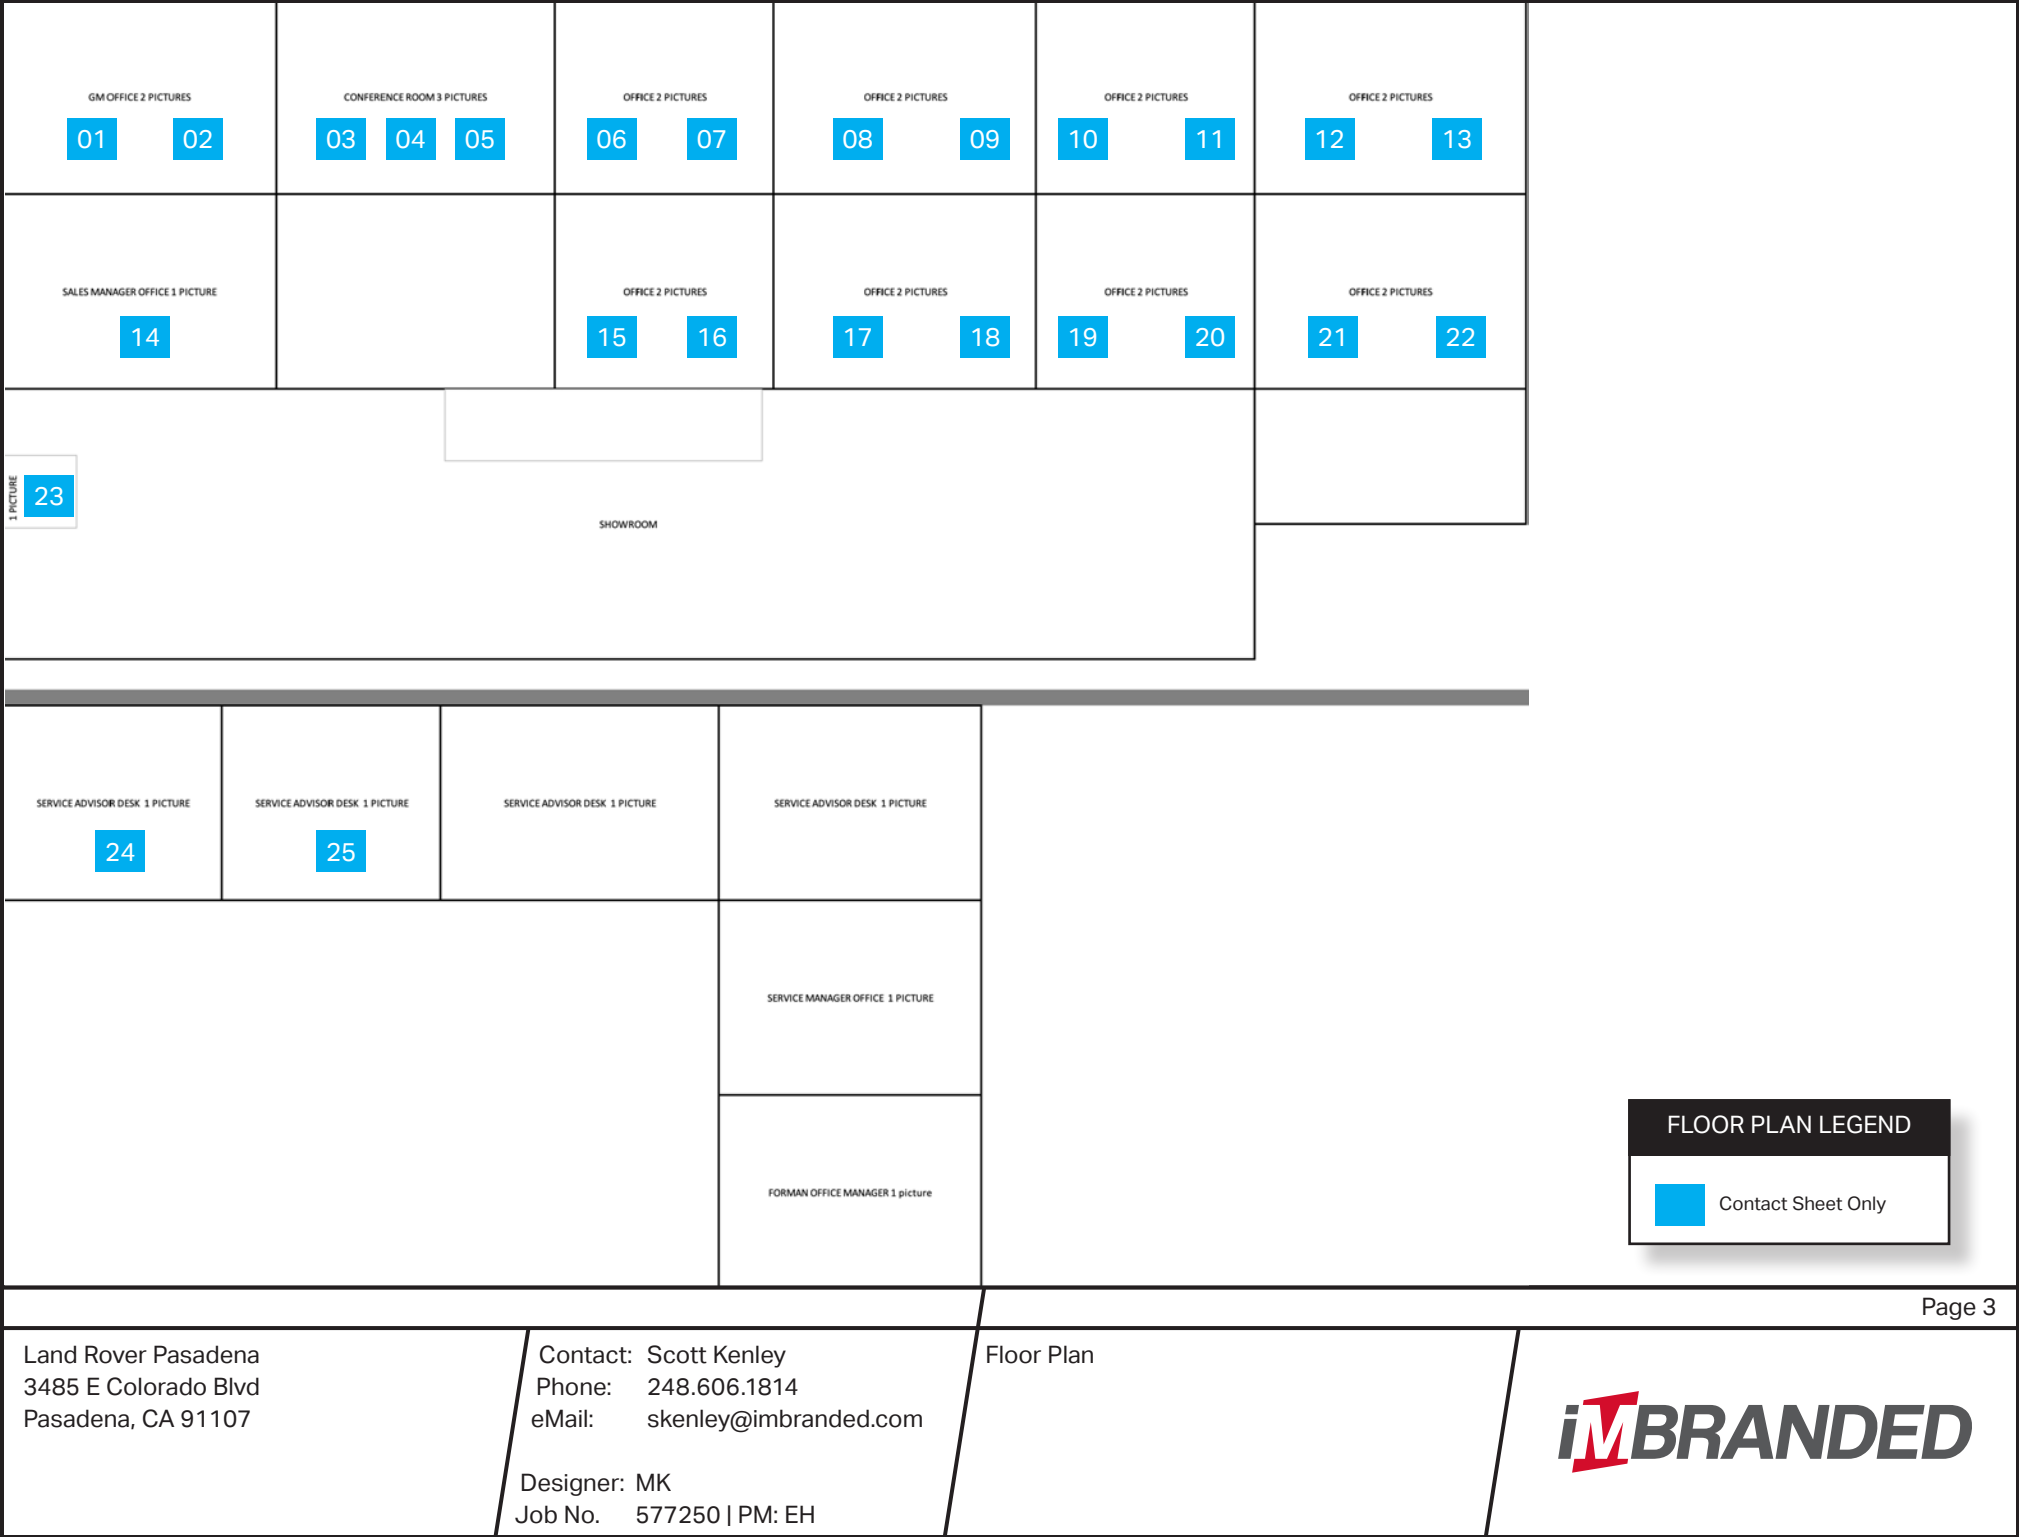 GM OFFICE 2 PICTURES
01 02
CONFERENCE ROOM 3 PICTURES
03 04 05
OFFICE 2 PICTURES
06 07
OFFICE 2 PICTURES
08 09
OFFICE 2 PICTURES
10 11
OFFICE 2 PICTURES
12 13
SALES MANAGER OFFICE 1 PICTURE
14
OFFICE 2 PICTURES
15 16
OFFICE 2 PICTURES
17 18
OFFICE 2 PICTURES
19 20
OFFICE 2 PICTURES
21 22
1 PICTURE
23
SHOWROOM
SERVICE ADVISOR DESK 1 PICTURE
24
SERVICE ADVISOR DESK 1 PICTURE
25
SERVICE ADVISOR DESK 1 PICTURE
SERVICE ADVISOR DESK 1 PICTURE
SERVICE MANAGER OFFICE 1 PICTURE
FORMAN OFFICE MANAGER 1 picture
FLOOR PLAN LEGEND
Contact Sheet Only
Page 3
Land Rover Pasadena
3485 E Colorado Blvd
Pasadena, CA 91107
Contact: Scott Kenley
Phone: 248.606.1814
eMail: skenley@imbranded.com
Designer: MK
Job No. 577250 | PM: EH
Floor Plan
iMBRANDED